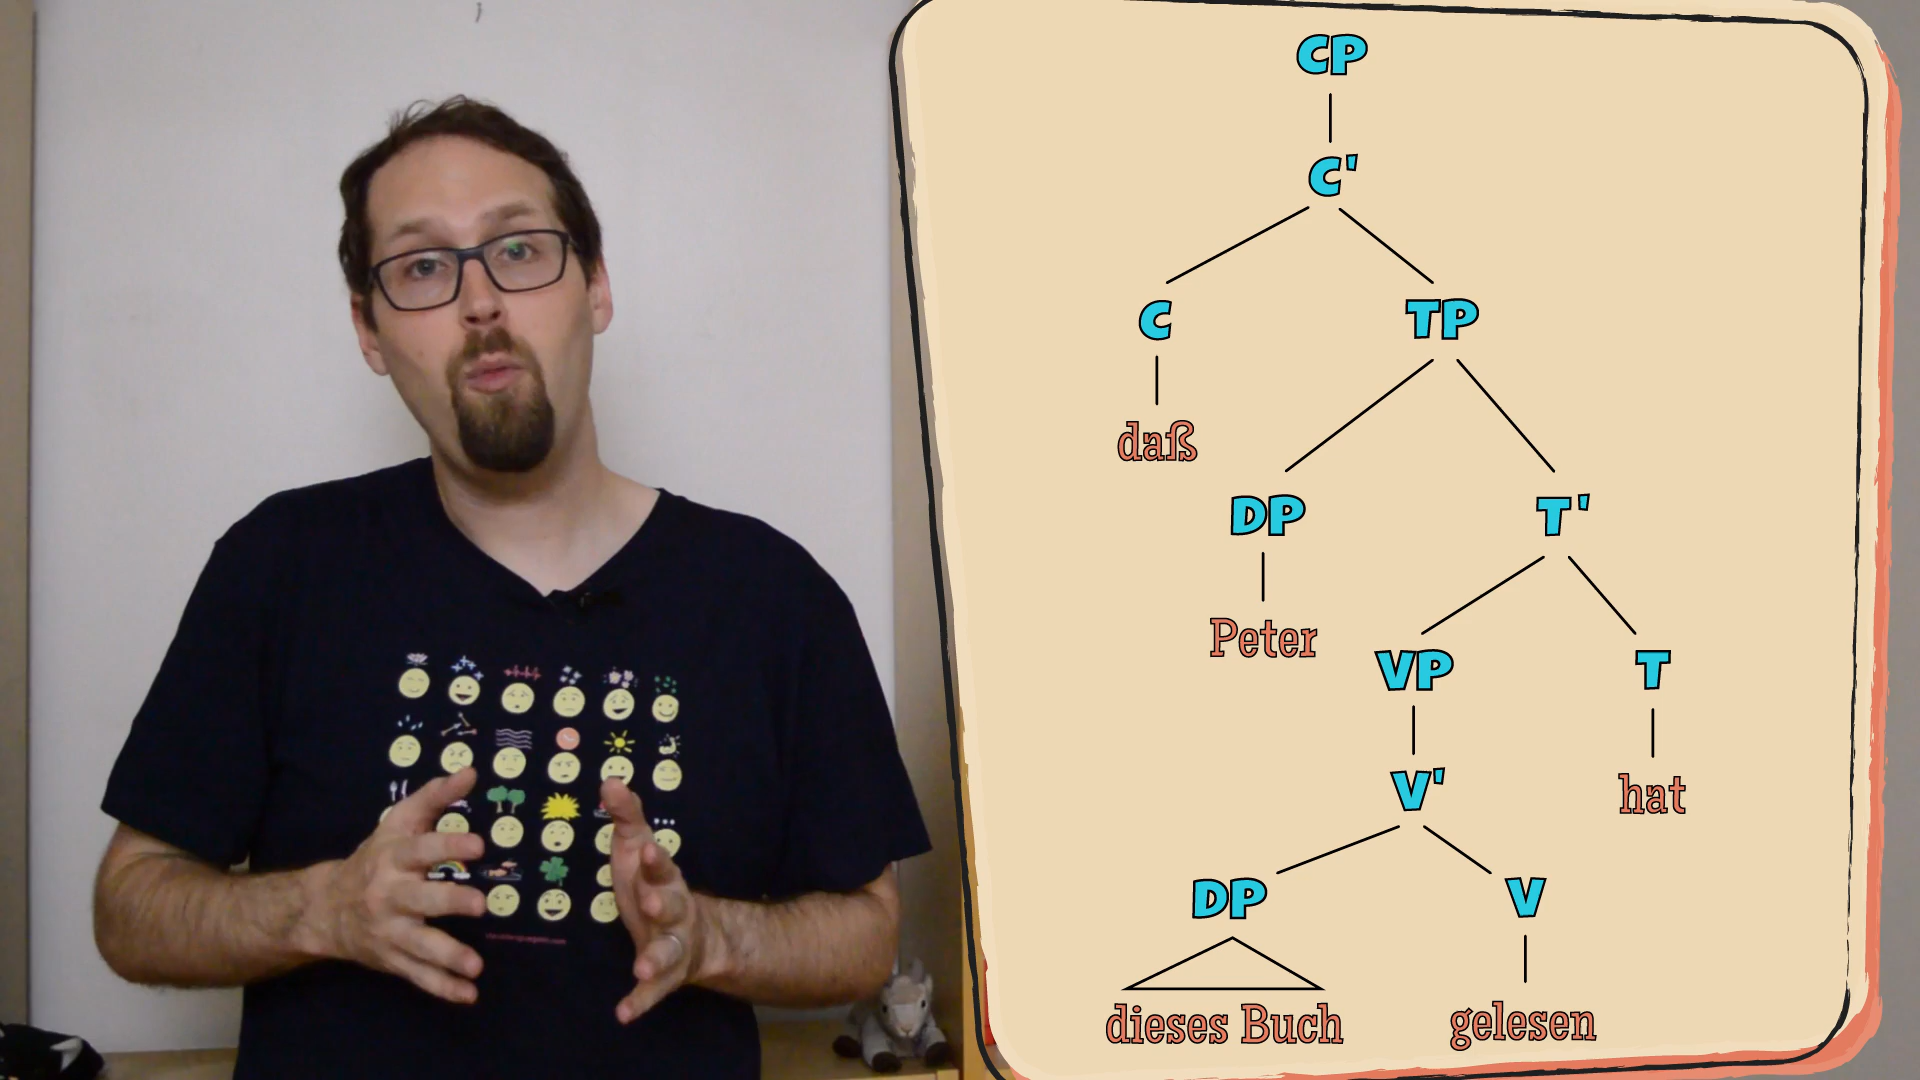 CP
C'
C TP
daß
DP T'
Peter
VP T
V' hat
DP V
dieses Buch gelesen